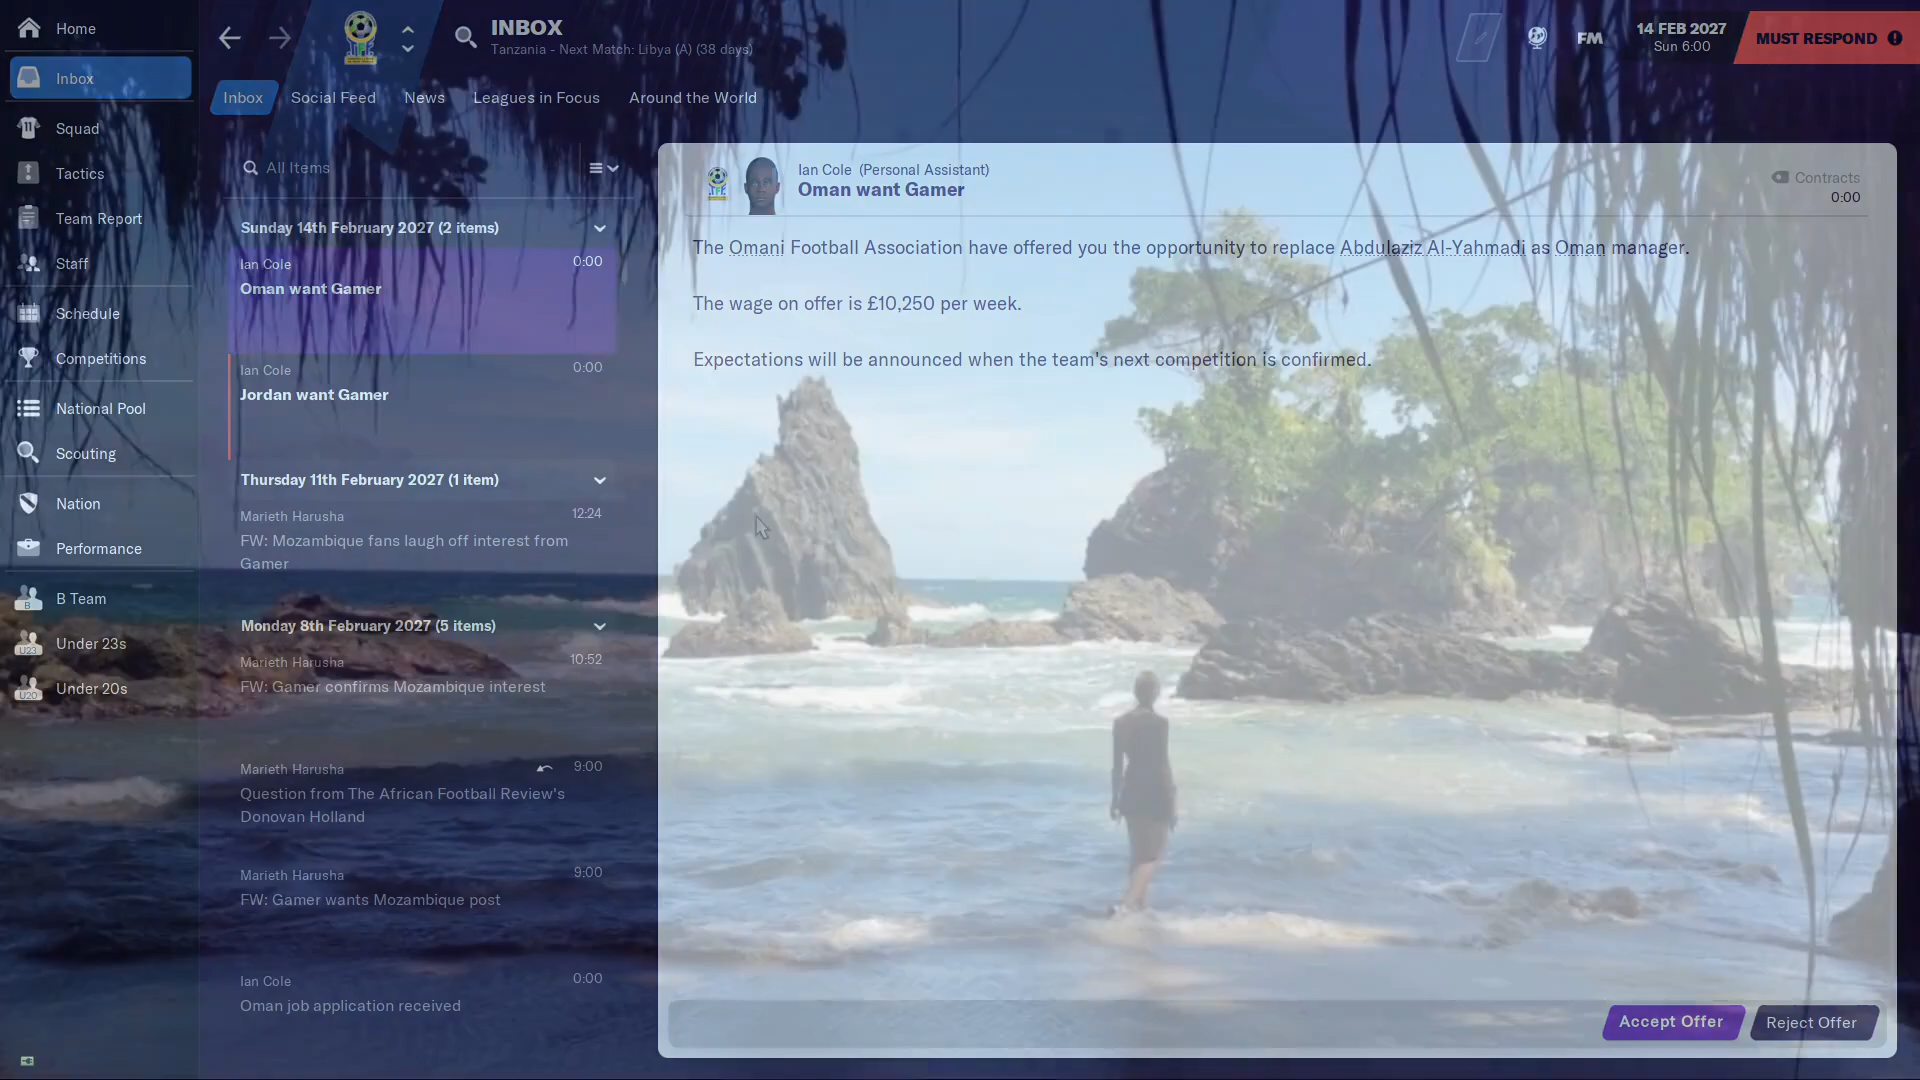 Home
Inbox
Squad
Tactics
Team Report
Staff
Schedule
Competitions
National Pool
Scouting
Nation
Performance
B Team
Under 23s
Under 20s
INBOX
Tanzania - Next Match: Libya (A) (38 days)
FM
14 FEB 2027
Sun 6:00
MUST RESPOND
Inbox
Social Feed
News
Leagues in Focus
Around the World
All Items
Sunday 14th February 2027 (2 items)
Ian Cole
0:00
Oman want Gamer
Ian Cole
0:00
Jordan want Gamer
Thursday 11th February 2027 (1 item)
Marieth Harusha
12:24
FW: Mozambique fans laugh off interest from
Gamer
Monday 8th February 2027 (5 items)
Marieth Harusha
10:52
FW: Gamer confirms Mozambique interest
Marieth Harusha
9:00
Question from The African Football Review's
Donovan Holland
Marieth Harusha
9:00
FW: Gamer wants Mozambique post
Ian Cole
0:00
Oman job application received
Ian Cole (Personal Assistant)
Oman want Gamer
Contracts
0:00
The Omani Football Association have offered you the opportunity to replace Abdulaziz Al-Yahmadi as Oman manager.
The wage on offer is £10,250 per week.
Expectations will be announced when the team's next competition is confirmed.
Accept Offer
Reject Offer